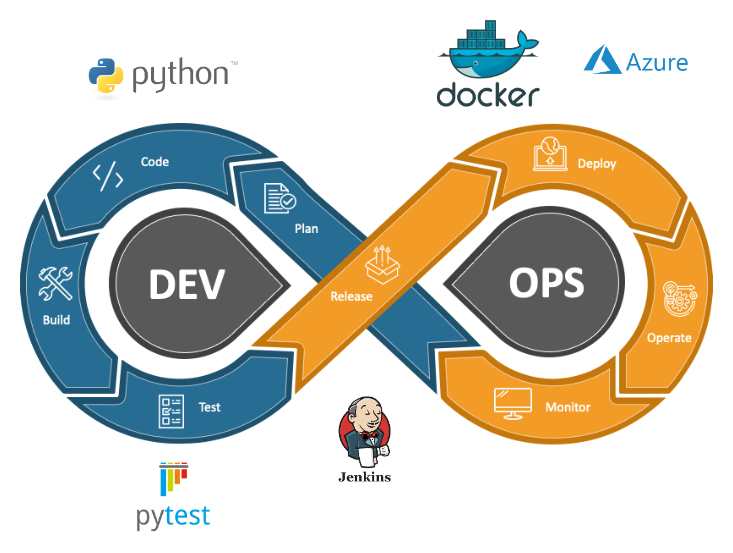 python™
docker
Azure
Code
Plan
Build
Test
DEV
Release
Deploy
Operate
Monitor
OPS
Jenkins
pytest